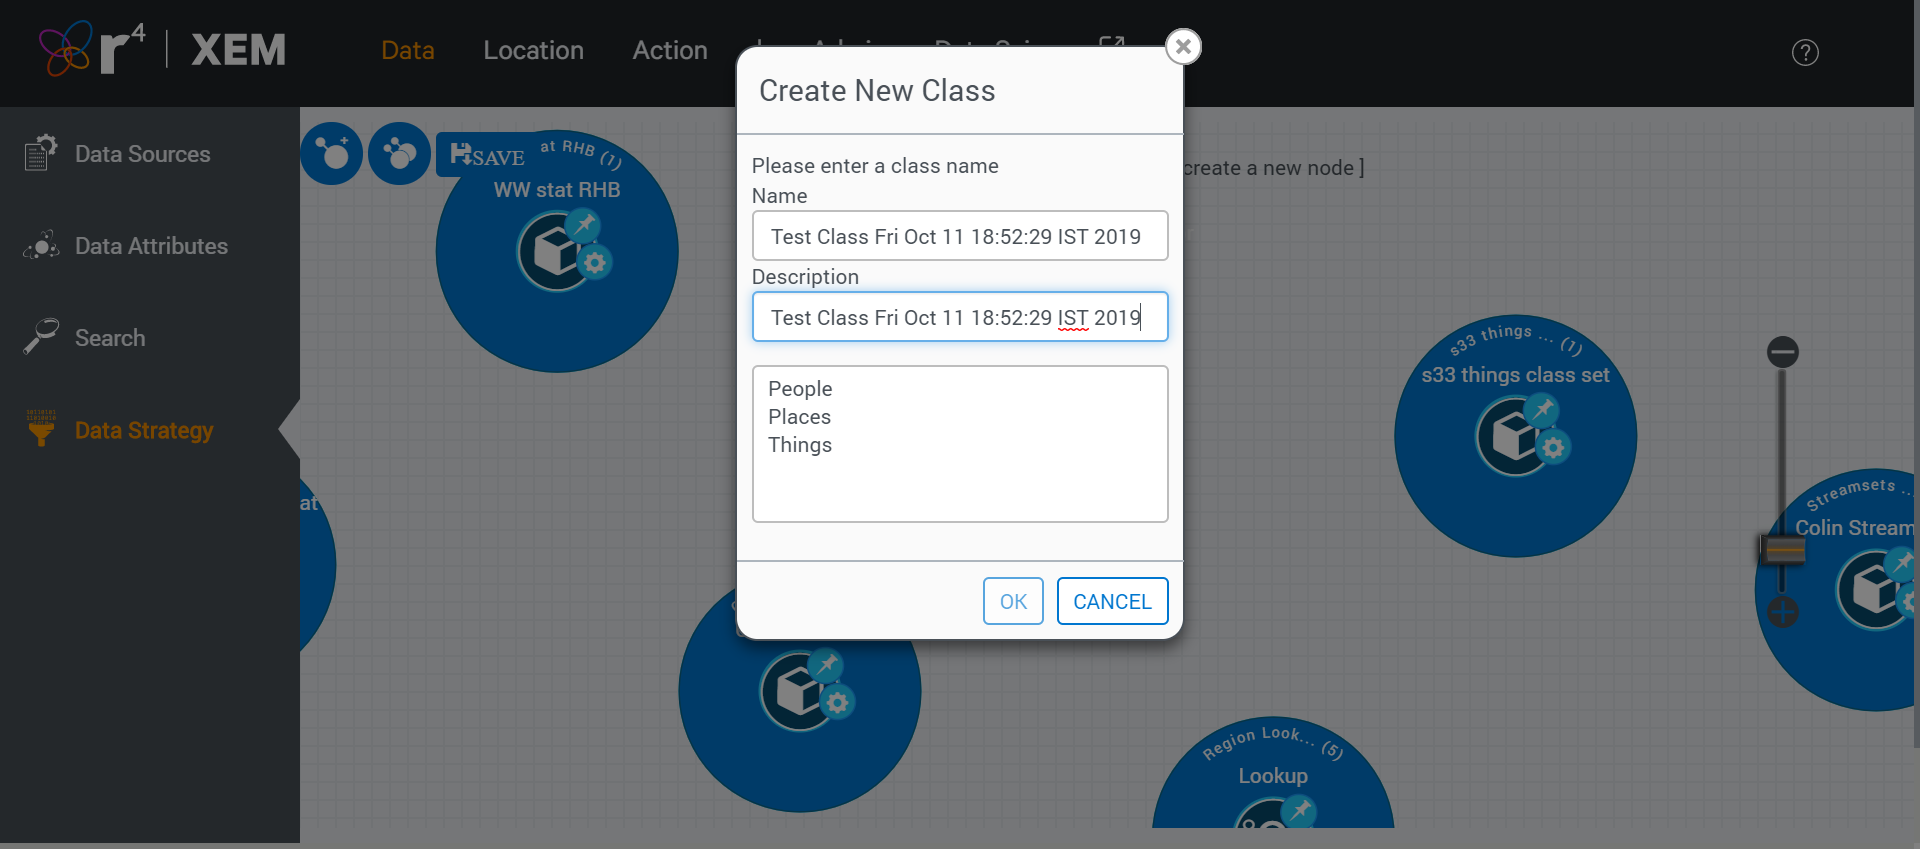 r4 | XEM
Data
Location
Action
Data Sources
Data Attributes
Search
Data Strategy
SAVE
at RHB (1)
WW stat RHB
create a new node ]
Create New Class
Please enter a class name
Name
Test Class Fri Oct 11 18:52:29 IST 2019
Description
Test Class Fri Oct 11 18:52:29 IST 2019
People
Places
Things
OK
CANCEL
s33 things ... (1)
s33 things class set
at
Streamsets ...
Colin Stream
Region Look... (5)
Lookup